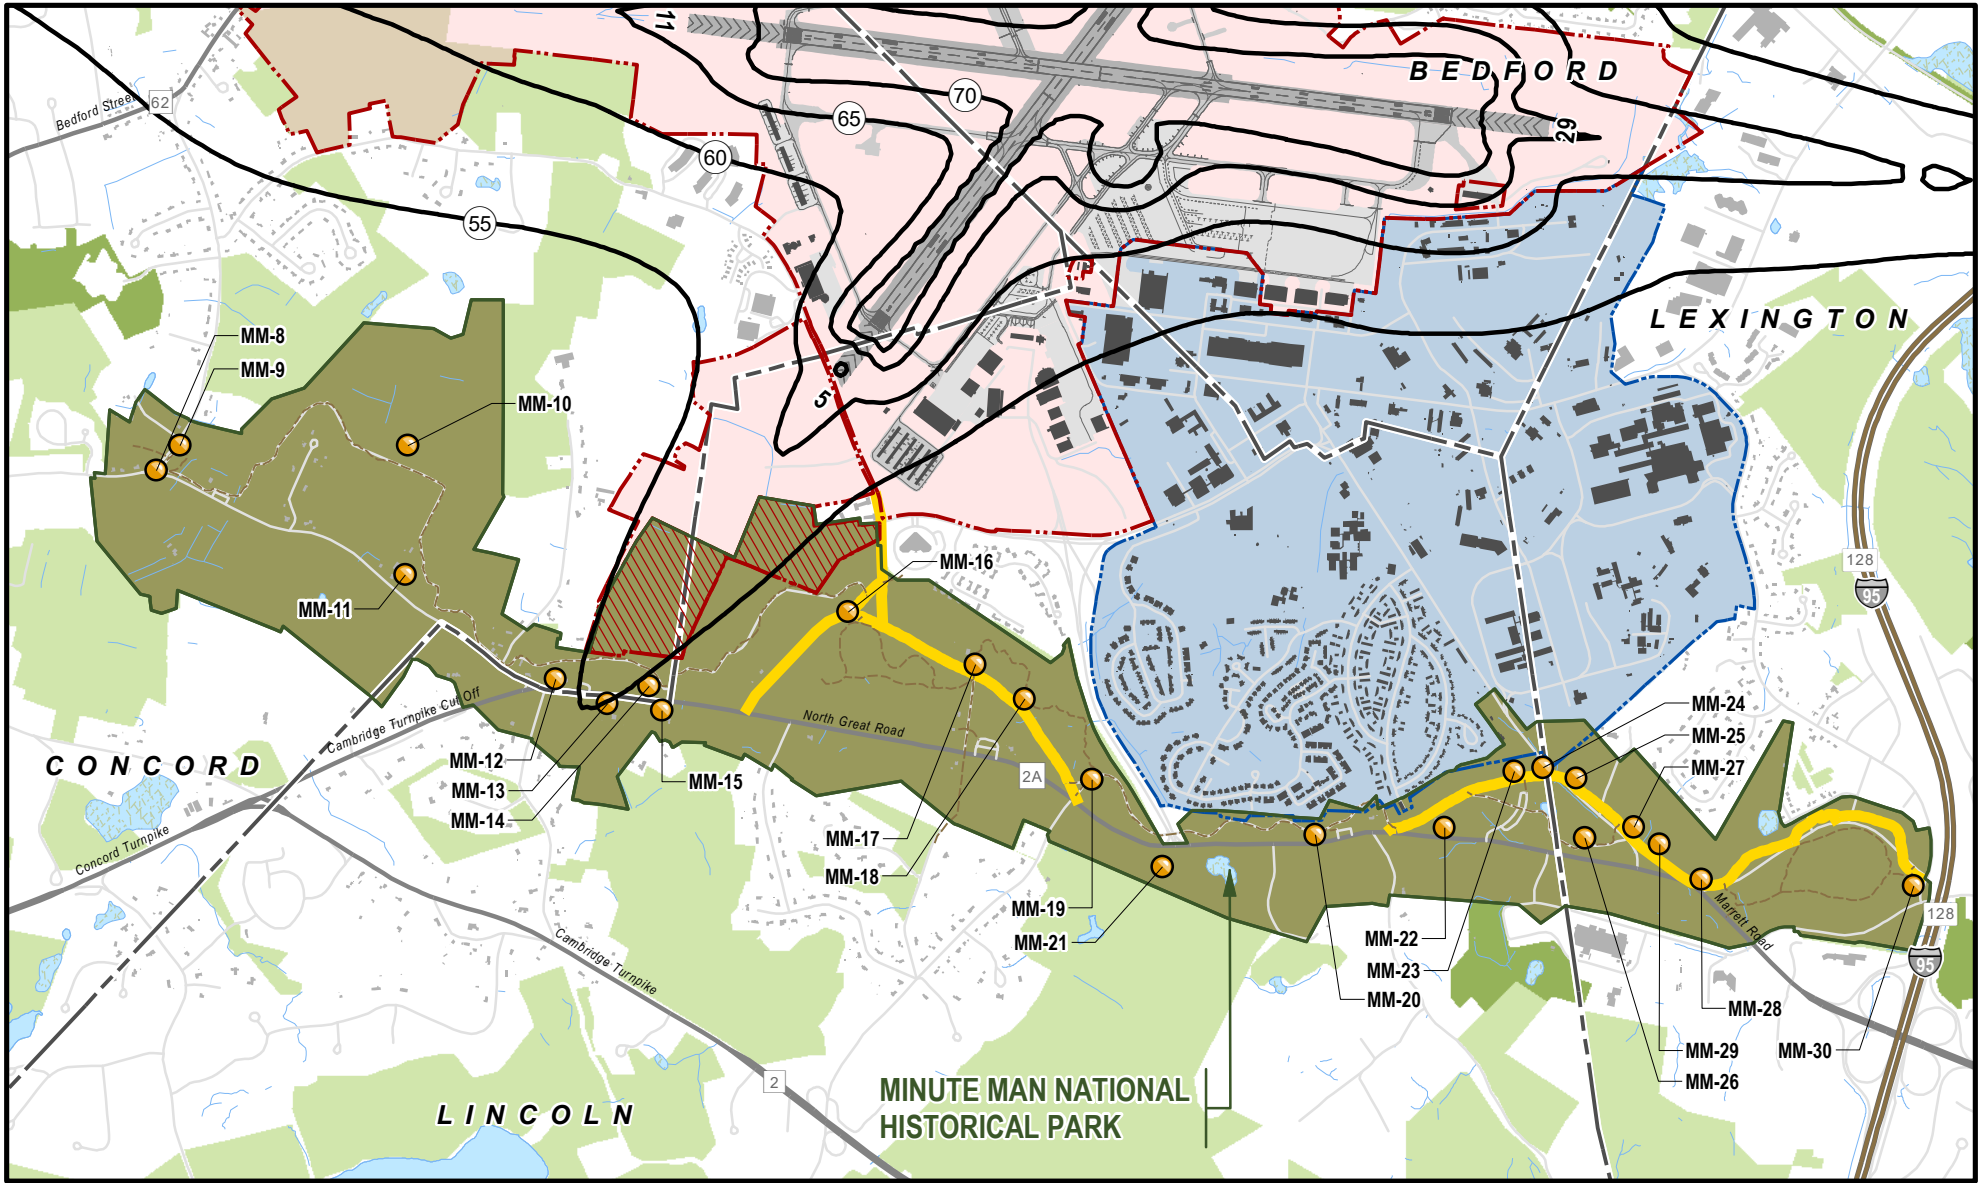 11
BEDFORD
62
Bedford Street
70
65
29
60
55
LEXINGTON
MM-8
MM-9
MM-10
5
128
95
MM-16
MM-11
CONCORD
Cambridge Turnpike Cut Off
North Great Road
2A
MM-12
MM-13
MM-14
MM-15
MM-24
MM-25
MM-27
Concord Turnpike
MM-17
MM-18
MM-19
MM-21
Marrett Road
128
95
Cambridge Turnpike
MM-22
MM-23
MM-20
MM-28
MM-29
MM-30
MM-26
2
MINUTE MAN NATIONAL
HISTORICAL PARK
LINCOLN